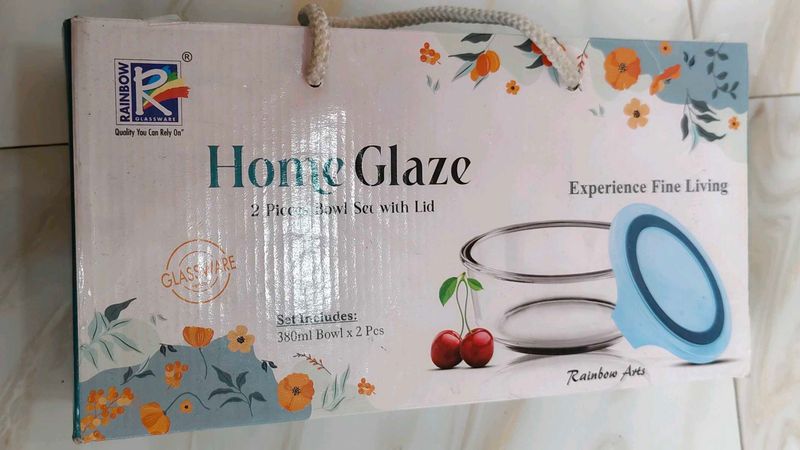 RAINBOW
R
®
GLASSWARE
Quality You Can Rely On"
Home Glaze
2 Pieces Bowl Set with Lid
Experience Fine Living
GLASSWARE
Set Includes:
380ml Bowl x 2 Pcs
Rainbow Arts